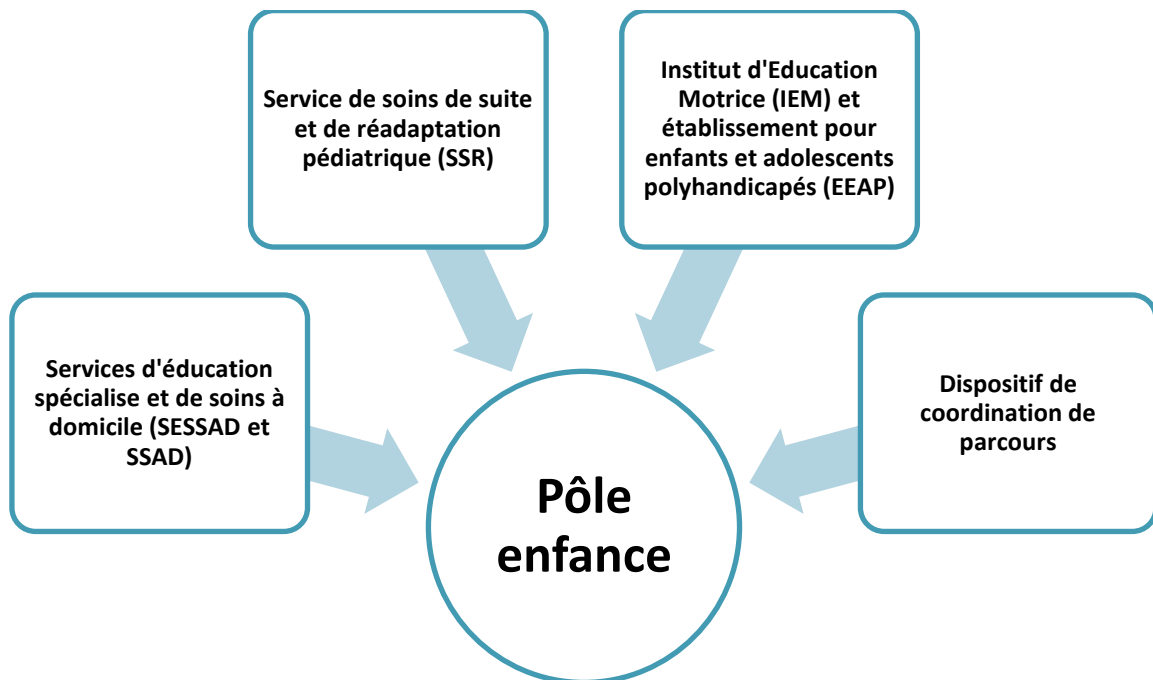 Service de soins de suite
et de réadaptation
pédiatrique (SSR)
Institut d'Education
Motrice (IEM) et
établissement pour
enfants et adolescents
polyhandicapés (EEAP)
Services d'éducation
spécialise et de soins à
domicile (SESSAD et
SSAD)
Dispositif de
coordination de
parcours
Pôle
enfance